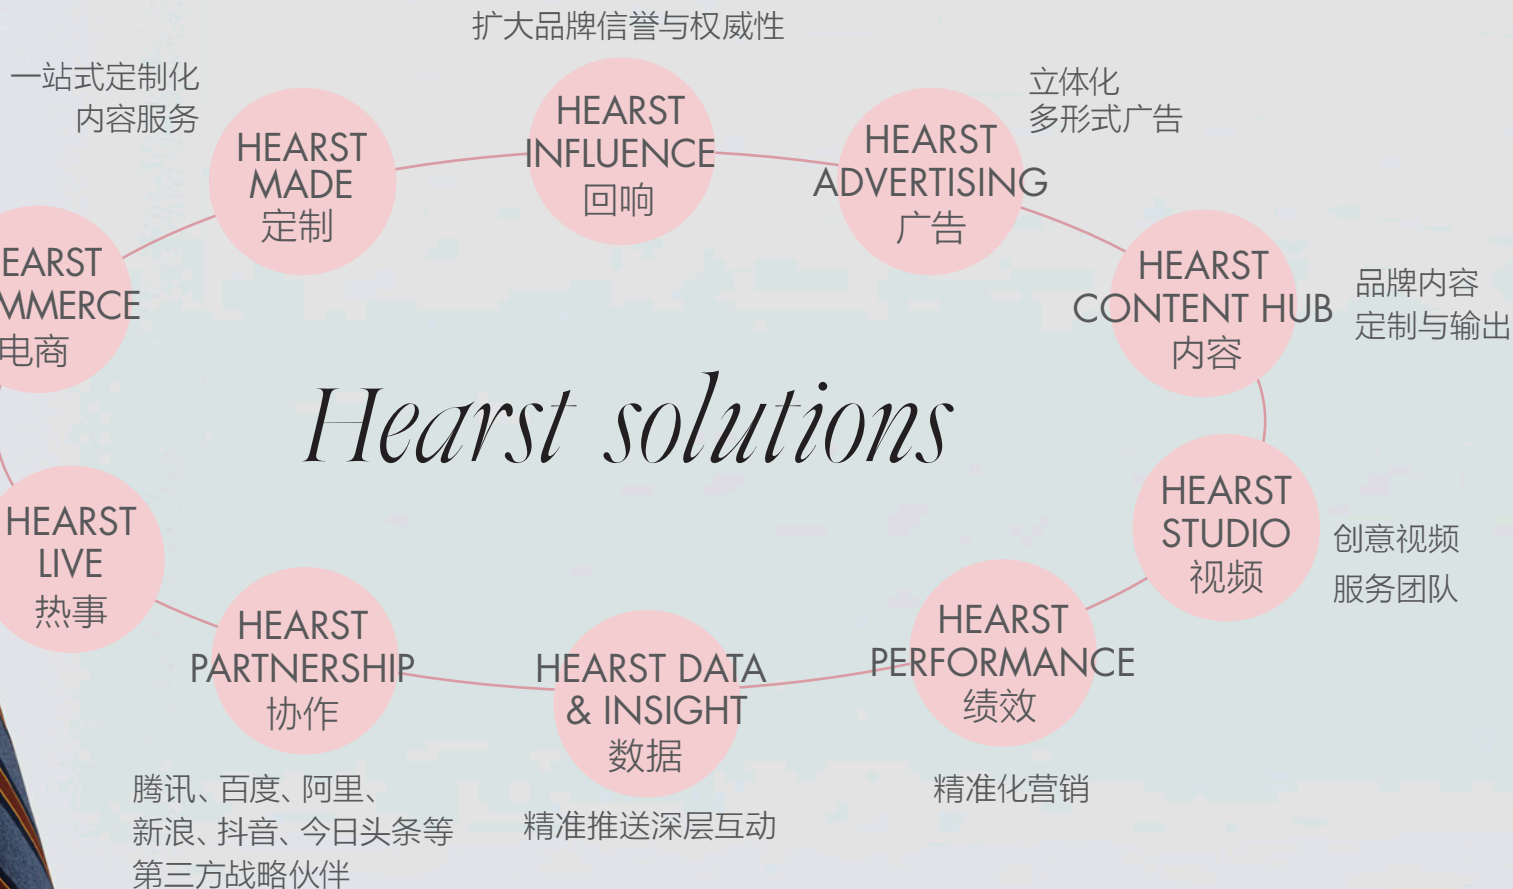 扩大品牌信誉与权威性
HEARST
INFLUENCE
回响
立体化
多形式广告
HEARST
ADVERTISING
广告
HEARST
CONTENT HUB
内容
品牌内容
定制与输出
HEARST
STUDIO
视频
创意视频
服务团队
HEARST
PERFORMANCE
绩效
精准化营销
HEARST DATA
& INSIGHT
数据
精准推送深层互动
HEARST
PARTNERSHIP
协作
腾讯、百度、阿里、
新浪、抖音、今日头条等
第三方战略伙伴
HEARST
LIVE
热事
EARST
MMERCE
电商
一站式定制化
内容服务
HEARST
MADE
定制
Hearst solutions